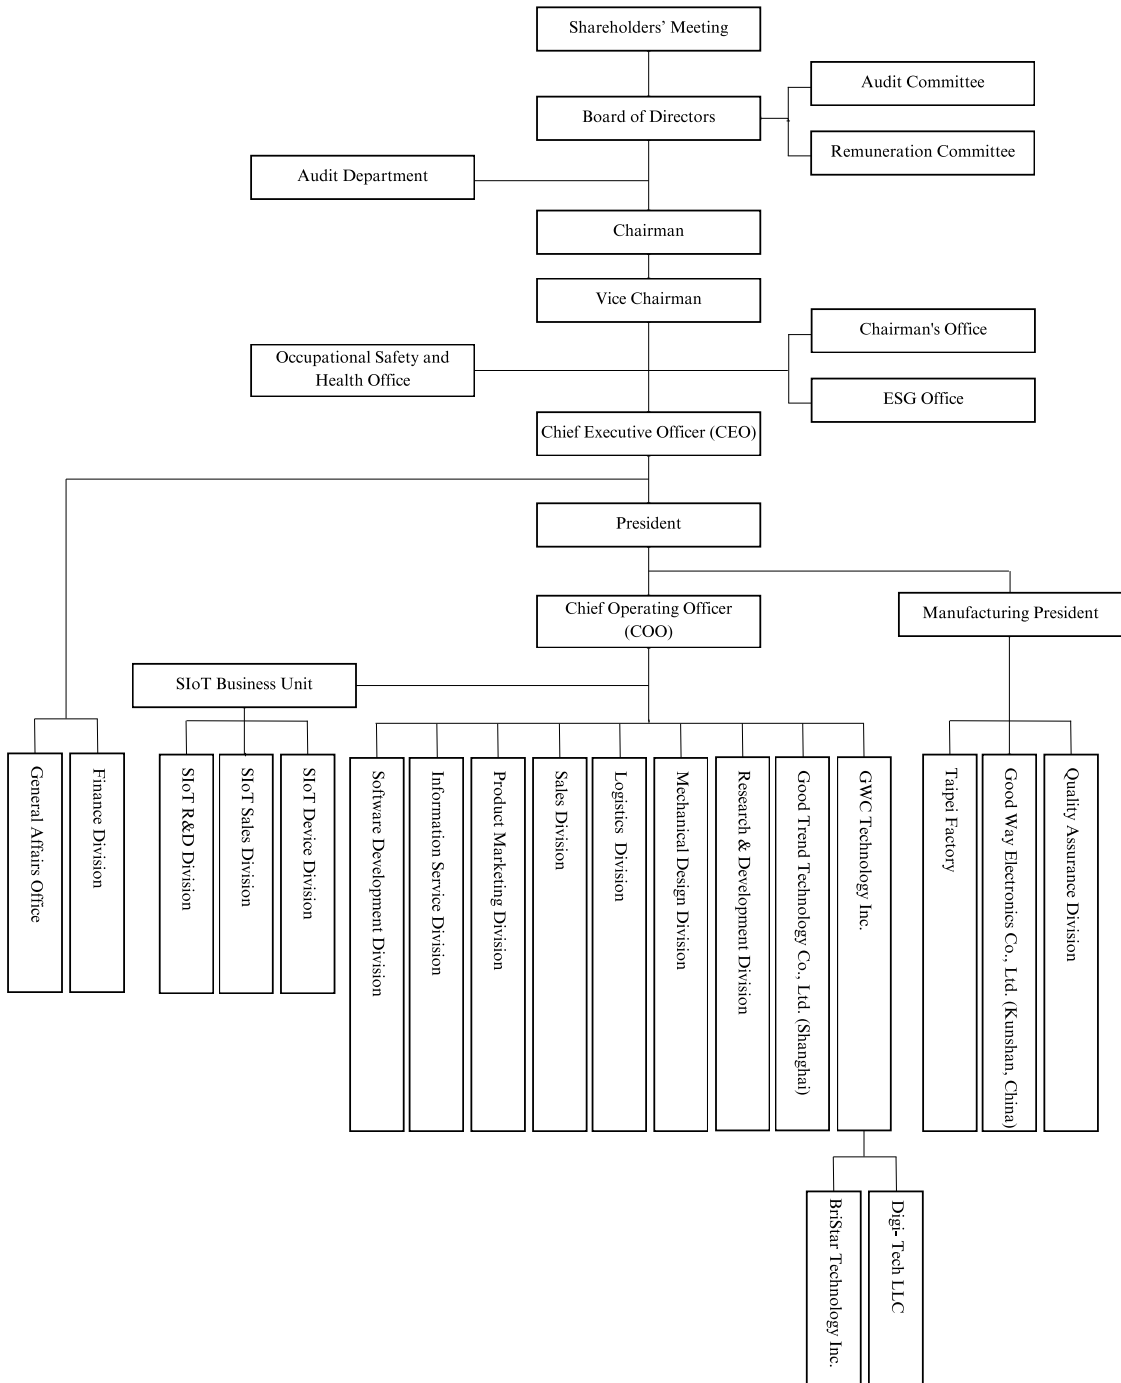 Shareholders’ Meeting
Audit Committee
Board of Directors
Remuneration Committee
Audit Department
Chairman
Vice Chairman
Chairman's Office
Occupational Safety and
Health Office
ESG Office
Chief Executive Officer (CEO)
President
Chief Operating Officer
(COO)
Manufacturing President
SIoT Business Unit
General Affairs Office
Finance Division
SIoT R&D Division
SIoT Sales Division
SIoT Device Division
Software Development Division
Information Service Division
Product Marketing Division
Sales Division
Logistics Division
Mechanical Design Division
Research & Development Division
Good Trend Technology Co., Ltd. (Shanghai)
GWC Technology Inc.
Taipei Factory
Good Way Electronics Co., Ltd. (Kunshan, China)
Quality Assurance Division
BriStar Technology Inc.
Digi- Tech LLC